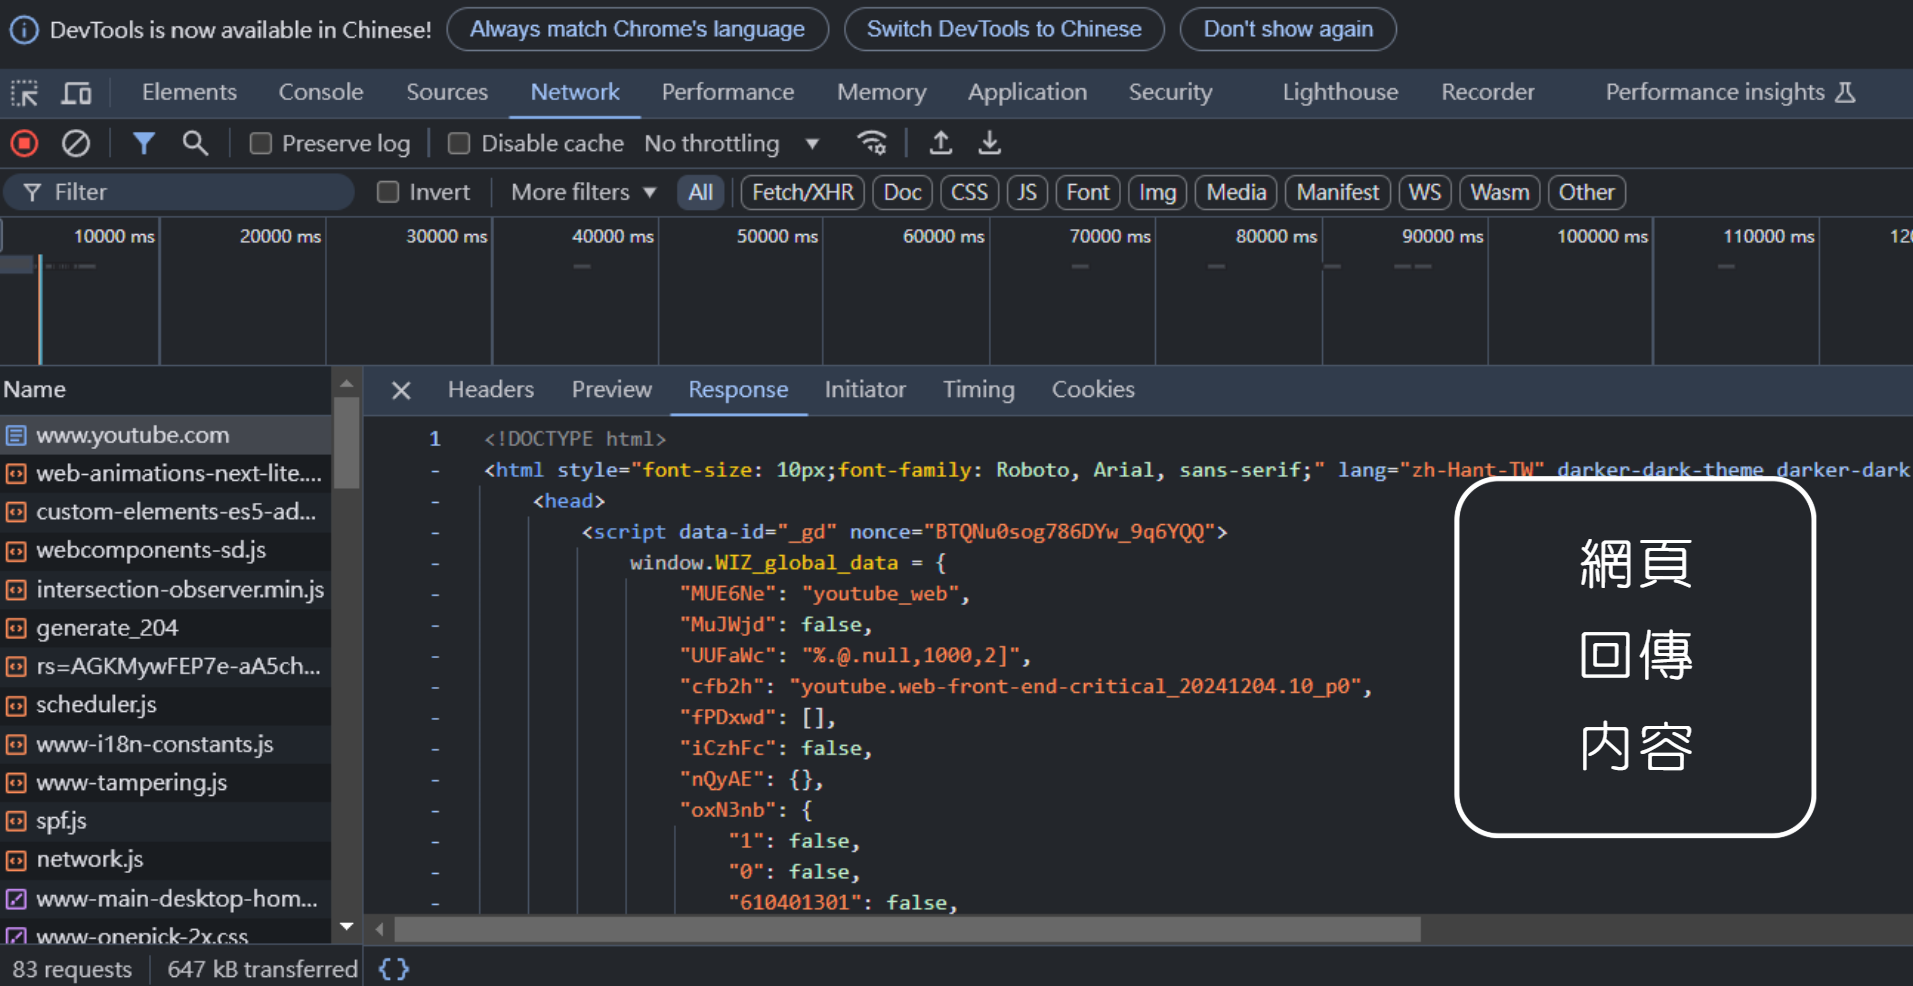 DevTools is now available in Chinese! Always match Chrome's language Switch DevTools to Chinese Don't show again
Elements Console Sources Network Performance Memory Application Security Lighthouse Recorder Performance insights
Preserve log Disable cache No throttling
Filter Invert More filters All Fetch/XHR Doc CSS JS Font Img Media Manifest WS Wasm Other
10000 ms 20000 ms 30000 ms 40000 ms 50000 ms 60000 ms 70000 ms 80000 ms 90000 ms 100000 ms 110000 ms
Name
www.youtube.com
web-animations-next-lite....
custom-elements-es5-ad...
webcomponents-sd.js
intersection-observer.min.js
generate_204
rs=AGKMywFEP7e-aA5ch...
scheduler.js
www-i18n-constants.js
www-tampering.js
spf.js
network.js
www-main-desktop-hom...
www-onepick-2x.css
83 requests 647 kB transferred
Headers Preview Response Initiator Timing Cookies
1 <!DOCTYPE html>
- <html style="font-size: 10px;font-family: Roboto, Arial, sans-serif;" lang="zh-Hant-TW" darker-dark-theme darker-dark
- <head>
- <script data-id="_gd" nonce="BTQNu0sog786DYw_9q6YQQ">
- window.WIZ_global_data = {
- "MUE6Ne": "youtube_web",
- "MuJWjd": false,
- "UUFaWc": "%.@.null,1000,2]",
- "cfb2h": "youtube.web-front-end-critical_20241204.10_p0",
- "fPDxwd": [],
- "iCzhFc": false,
- "nQyAE": {},
- "oxN3nb": {
- "1": false,
- "0": false,
- "610401301": false,
{}
網頁
回傳
內容